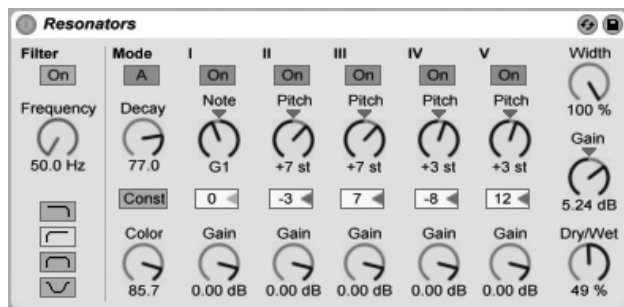 Resonators
Filter Mode I II III IV V Width
On A On On On On On
100 %
Frequency Decay Note Pitch Pitch Pitch Pitch
Gain
50.0 Hz 77.0 G1 +7 st +7 st +3 st +3 st
Const 0 -3 7 -8 12 5.24 dB
Color Gain Gain Gain Gain Gain Dry/Wet
85.7 0.00 dB 0.00 dB 0.00 dB 0.00 dB 0.00 dB 49 %